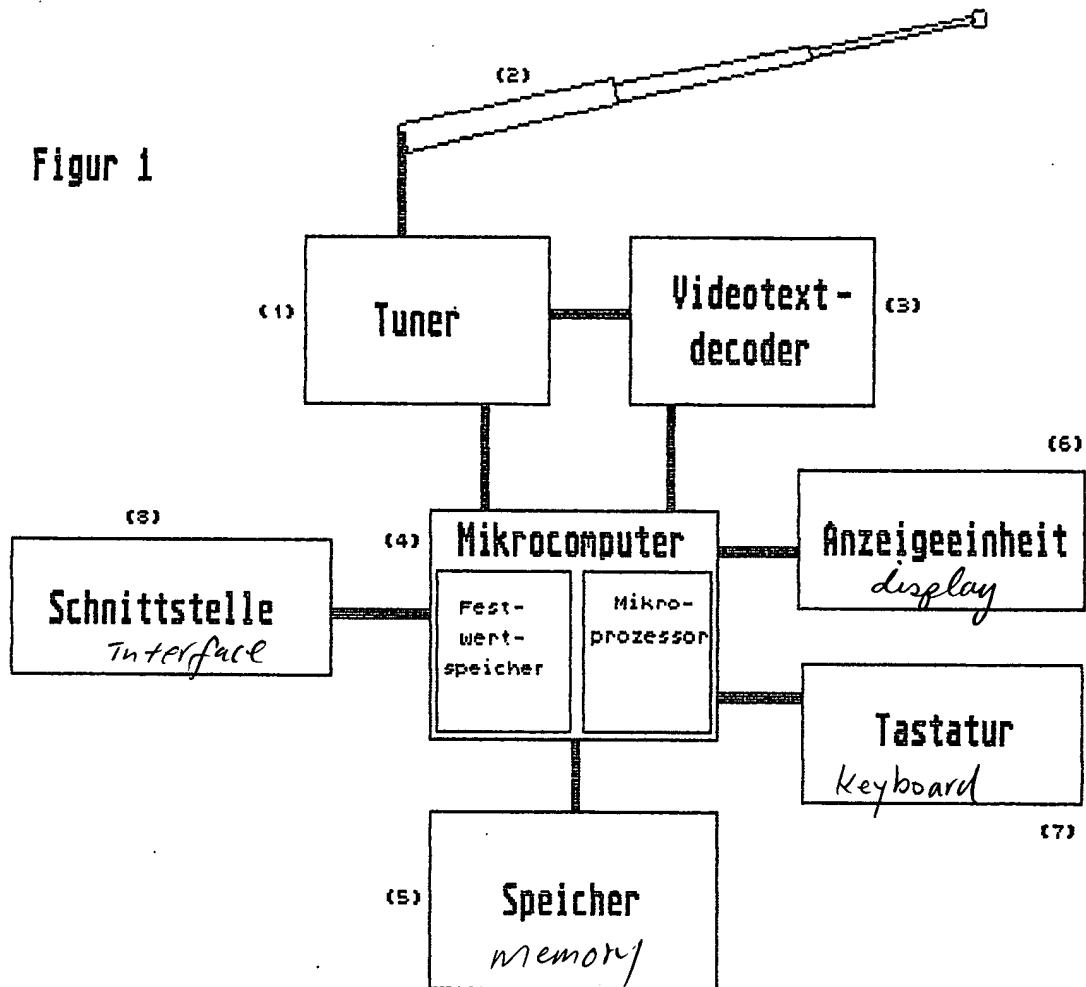 (2)
Figur 1
(1)
Tuner
Videotext-
decoder
(3)
(6)
Anzeigeeinheit
display
(8)
Schnittstelle
Interface
(4)
Mikrocomputer
Fest-
wert-
speicher
Mikro-
prozessor
Tastatur
keyboard
(7)
(5)
Speicher
memory